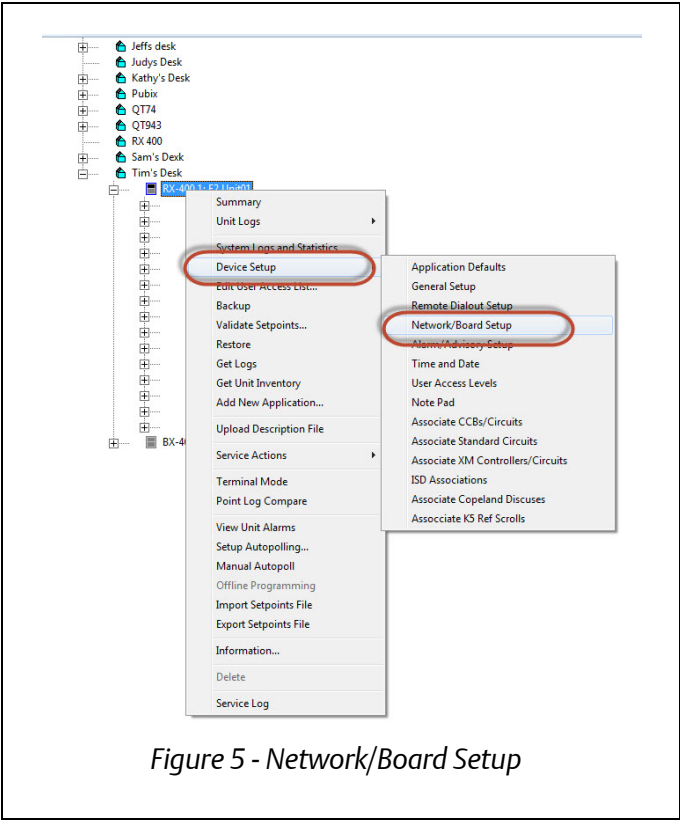 Jeffs desk
Judys Desk
Kathy's Desk
Pubix
QT74
QT943
RX 400
Sam's Dexk
Tim's Desk
RX-400 1: E2 Unit01
BX-40
Summary
Unit Logs
System Logs and Statistics
Device Setup
Edit User Access List...
Backup
Validate Setpoints...
Restore
Get Logs
Get Unit Inventory
Add New Application...
Upload Description File
Service Actions
Terminal Mode
Point Log Compare
View Unit Alarms
Setup Autopolling...
Manual Autopoll
Offline Programming
Import Setpoints File
Export Setpoints File
Information...
Delete
Service Log
Application Defaults
General Setup
Remote Dialout Setup
Network/Board Setup
Alarm/Advisory Setup
Time and Date
User Access Levels
Note Pad
Associate CCBs/Circuits
Associate Standard Circuits
Associate XM Controllers/Circuits
ISD Associations
Associate Copeland Discuses
Assocciate K5 Ref Scrolls
Figure 5 - Network/Board Setup